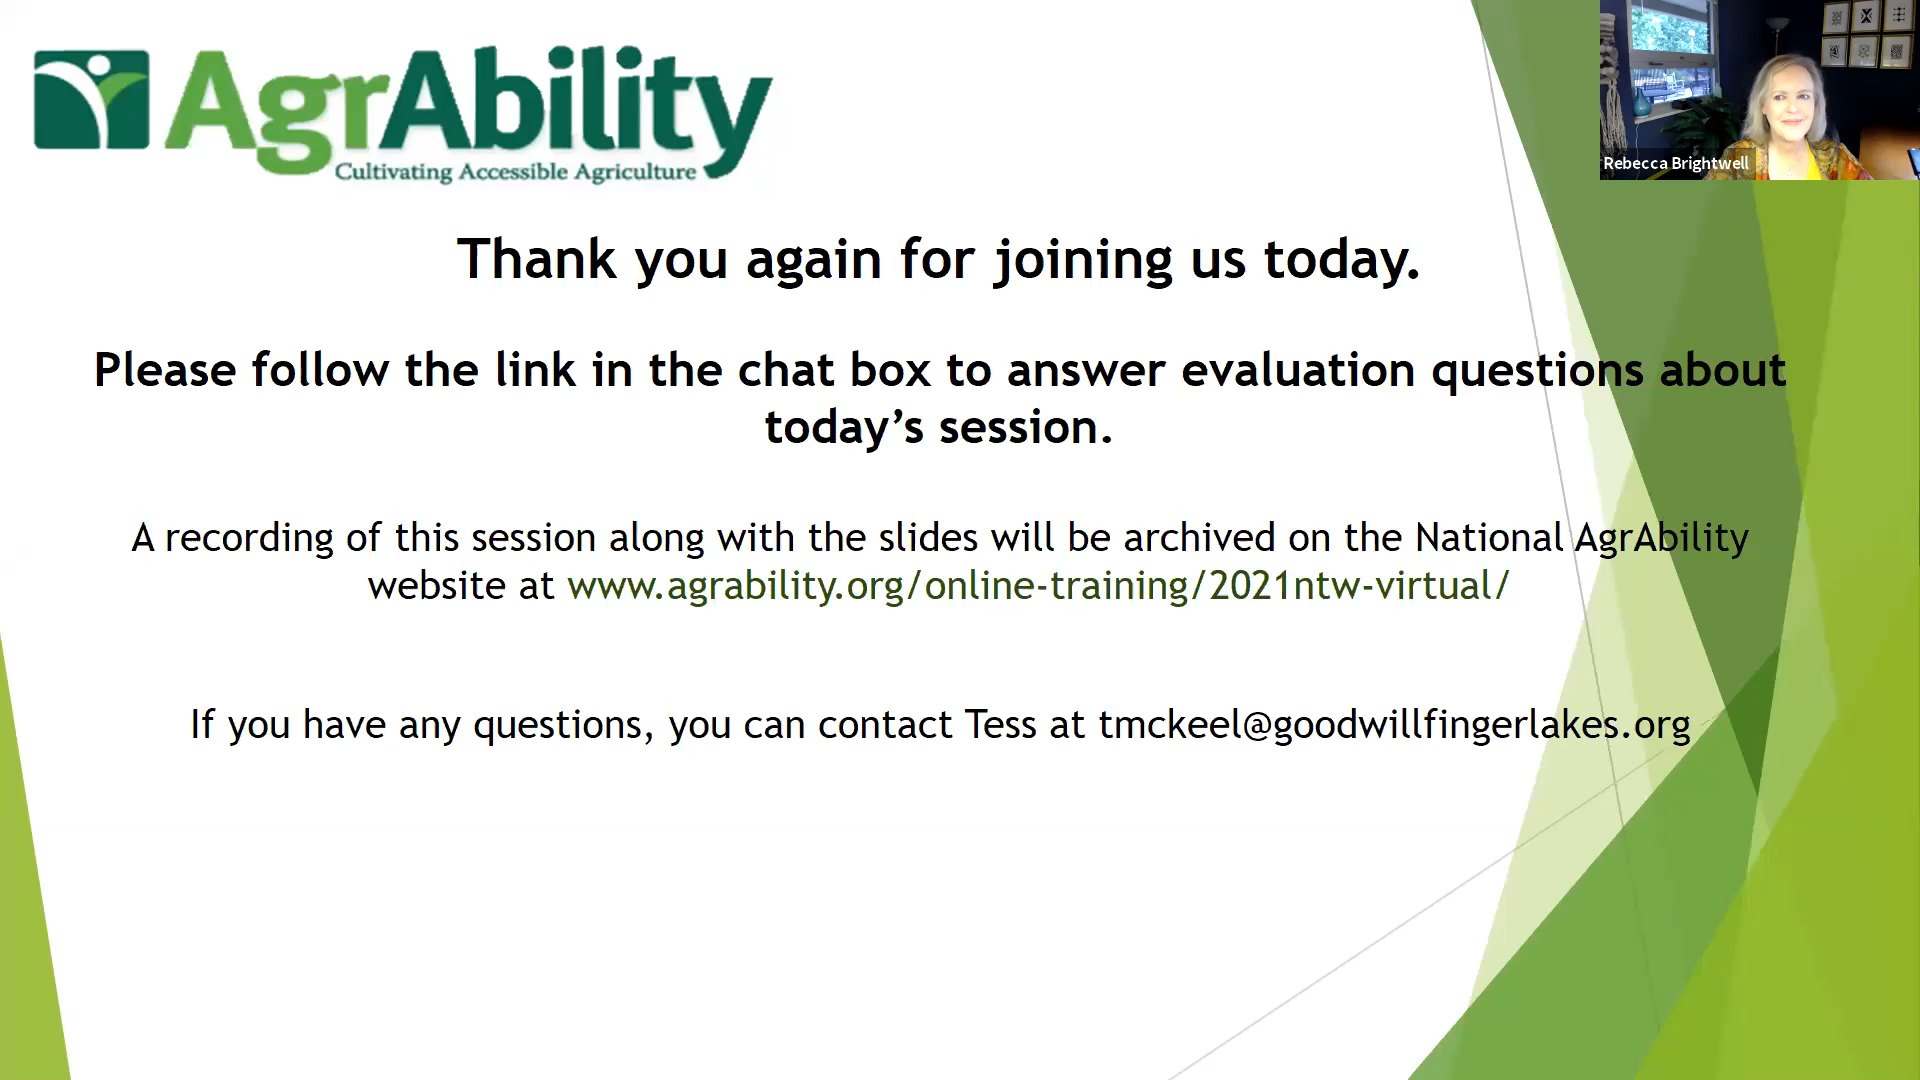 AgrAbility
Cultivating Accessible Agriculture
Rebecca Brightwell
Thank you again for joining us today.
Please follow the link in the chat box to answer evaluation questions about
today’s session.
A recording of this session along with the slides will be archived on the National AgrAbility
website at www.agrability.org/online-training/2021ntw-virtual/
If you have any questions, you can contact Tess at tmckeel@goodwillfingerlakes.org